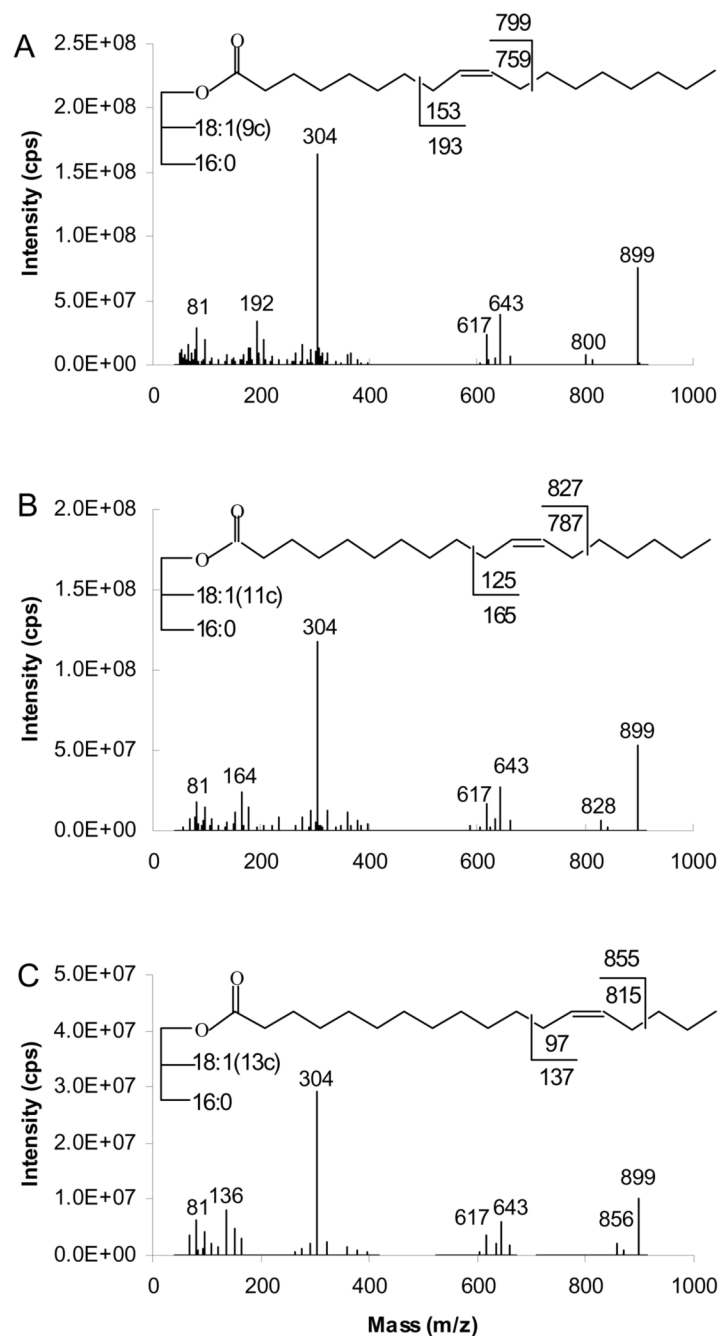 A
O
O
18:1(9c)
16:0
799
759
153
193
2.5E+08
2.0E+08
1.5E+08
1.0E+08
5.0E+07
0.0E+00
Intensity (cps)
81
192
304
617
643
800
899
0
200
400
600
800
1000
B
O
O
18:1(11c)
16:0
827
787
125
165
2.0E+08
1.5E+08
1.0E+08
5.0E+07
0.0E+00
Intensity (cps)
81
164
304
617
643
828
899
0
200
400
600
800
1000
C
O
O
18:1(13c)
16:0
855
815
97
137
5.0E+07
4.0E+07
3.0E+07
2.0E+07
1.0E+07
0.0E+00
Intensity (cps)
81
136
304
617
643
856
899
0
200
400
600
800
1000
Mass (m/z)